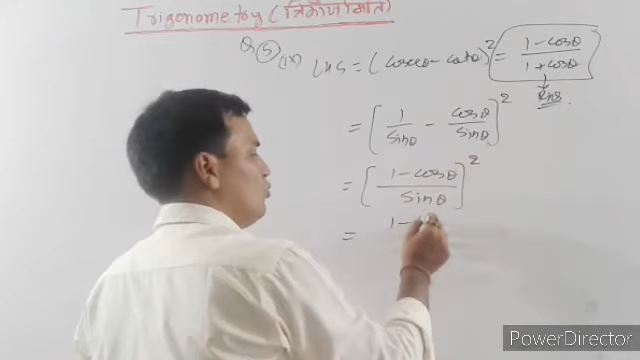 Trigonometry (त्रिकोणमिति)
Q (5) (ix) LHS = (cosecθ - cotθ)² = 1 - cosθ / 1 + cosθ
RHS.
= [1/sinθ - cosθ/sinθ]²
= [1 - cosθ / sinθ]²
= 1 -
PowerDirector